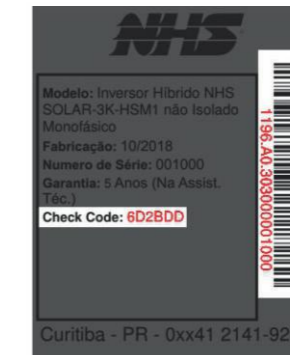 NHS
Modelo: Inversor Híbrido NHS
SOLAR-3K-HSM1 não Isolado
Monofásico
Fabricação: 10/2018
Numero de Série: 001000
Garantia: 5 Anos (Na Assist.
Téc.)
Check Code: 6D2BDD
1196.A0.303000001000
Curitiba - PR - 0xx41 2141-92